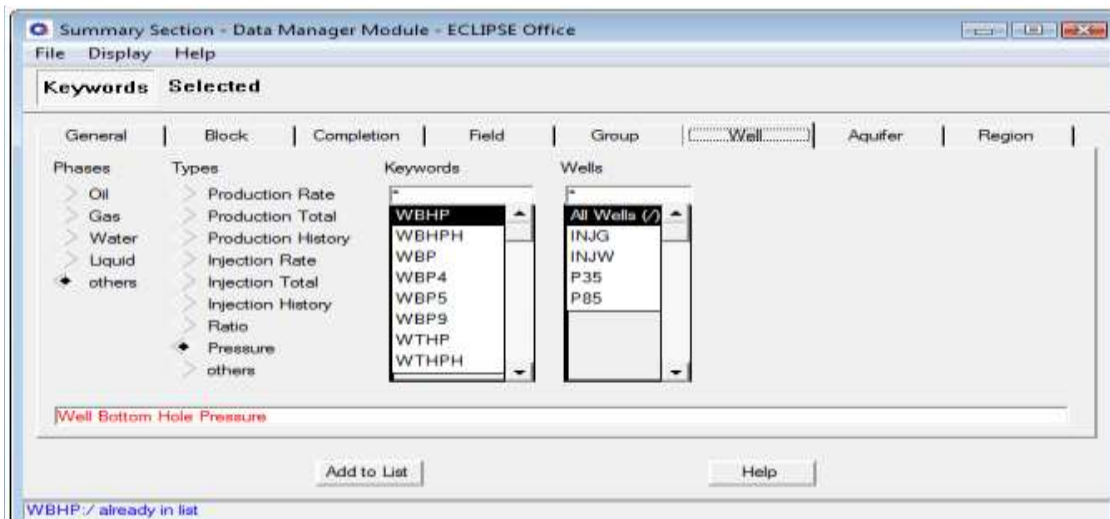 Summary Section - Data Manager Module - ECLIPSE Office
File Display Help
Keywords Selected
General Block Completion Field Group Well Aquifer Region
Phases Types Keywords Wells
Oil
Gas
Water
Liquid
others
Production Rate
Production Total
Production History
Injection Rate
Injection Total
Injection History
Ratio
Pressure
others
*
WBHP
WBHPH
WBP
WBP4
WBP5
WBP9
WTHP
WTHPH
*
All Wells (/)
INJG
INJW
P35
P85
Well Bottom Hole Pressure
Add to List Help
WBHP:/ already in list